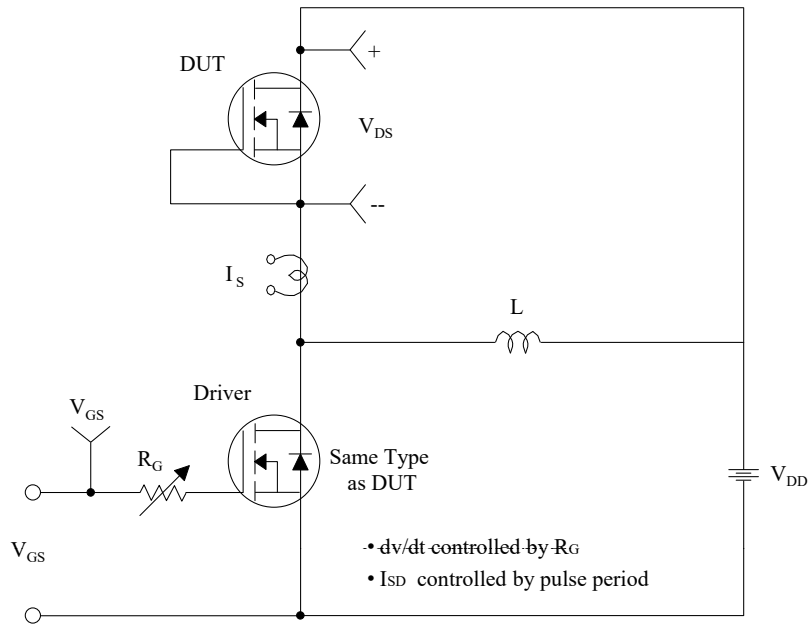 +
DUT
VDS
--
IS
L
Driver
VGS
RG
Same Type
as DUT
VDD
VGS
• dv/dt controlled by RG
• ISD controlled by pulse period